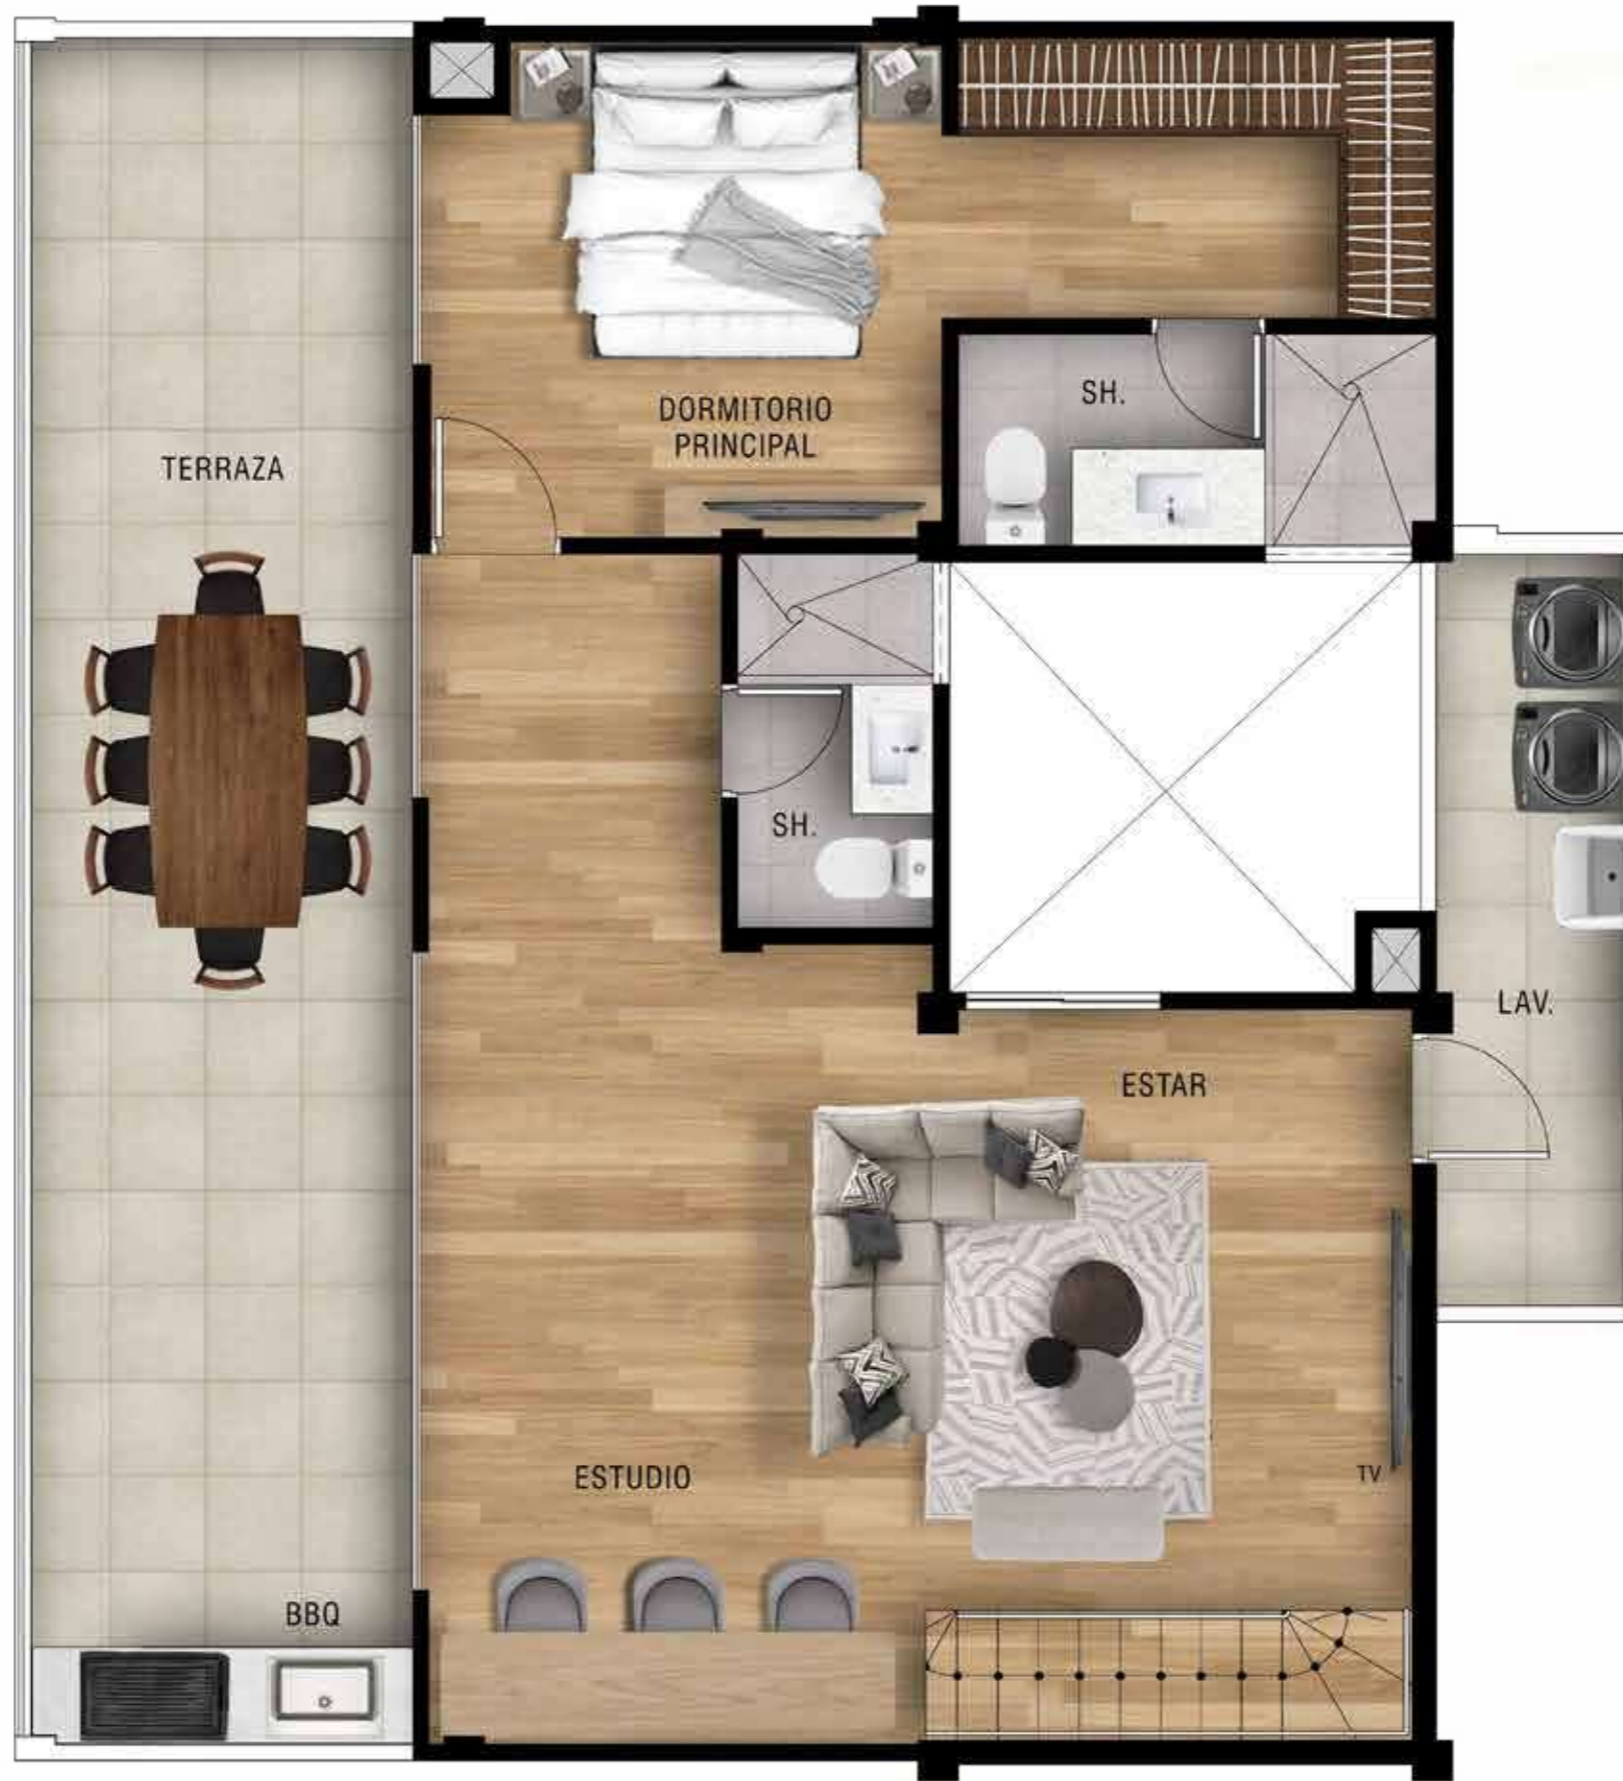 DORMITORIO
PRINCIPAL
SH.
TERRAZA
SH.
LAV.
ESTAR
ESTUDIO
TV
BBQ